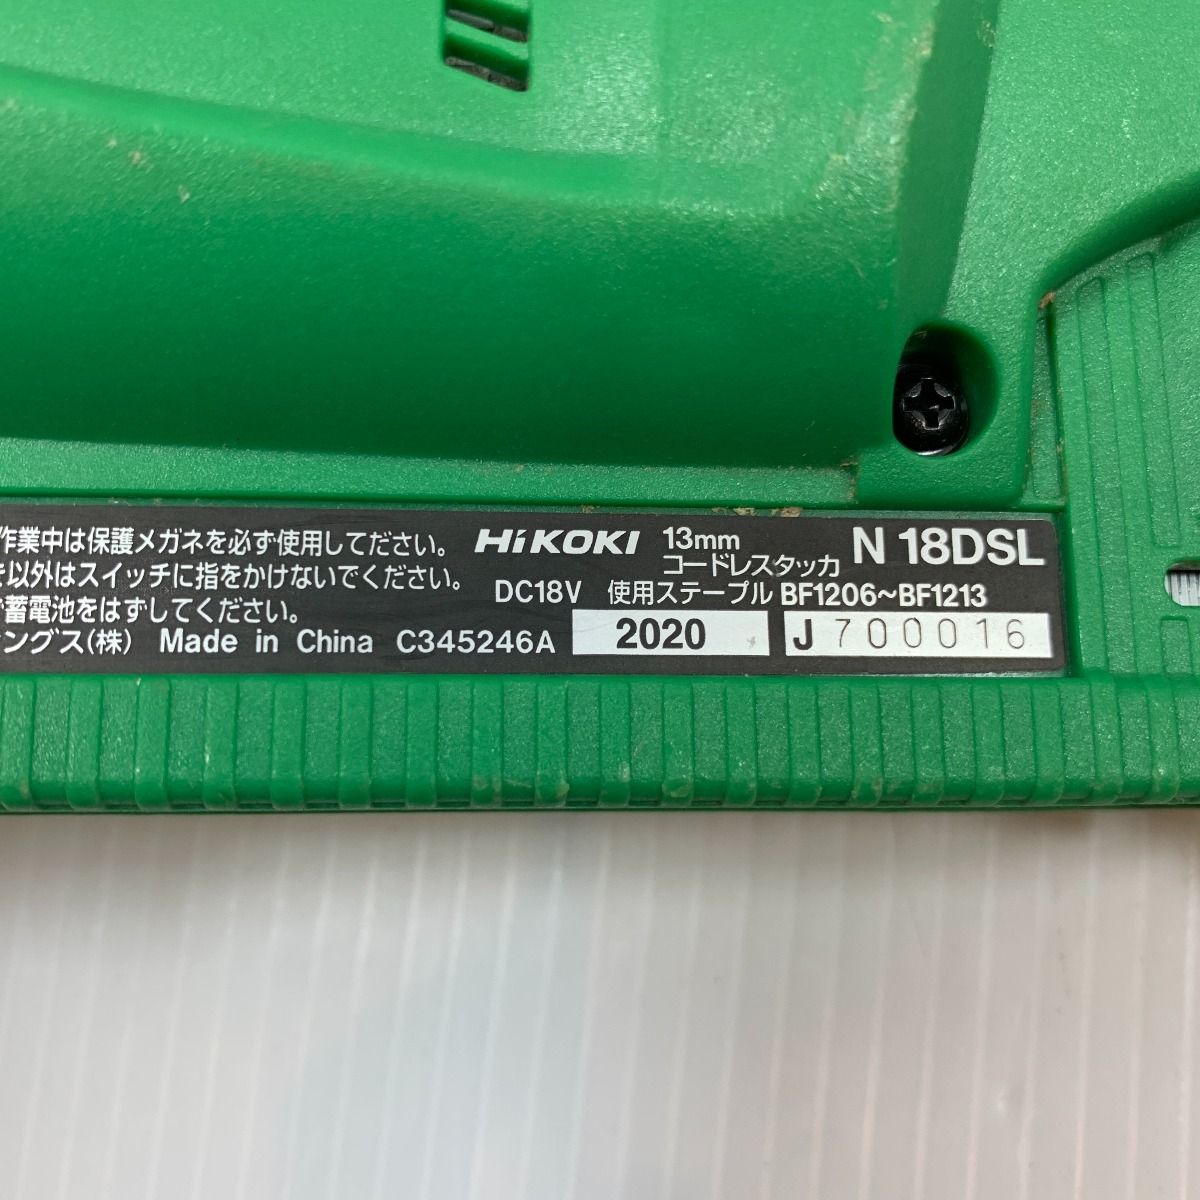 作業中は保護メガネを必ず使用してください。
以外はスイッチに指をかけないでください。
蓄電池をはずしてください。
ングス(株) Made in China C345246A
HiKOKI 13mm コードレスタッカ N 18DSL
DC18V 使用ステープル BF1206~BF1213
2020 J 700016